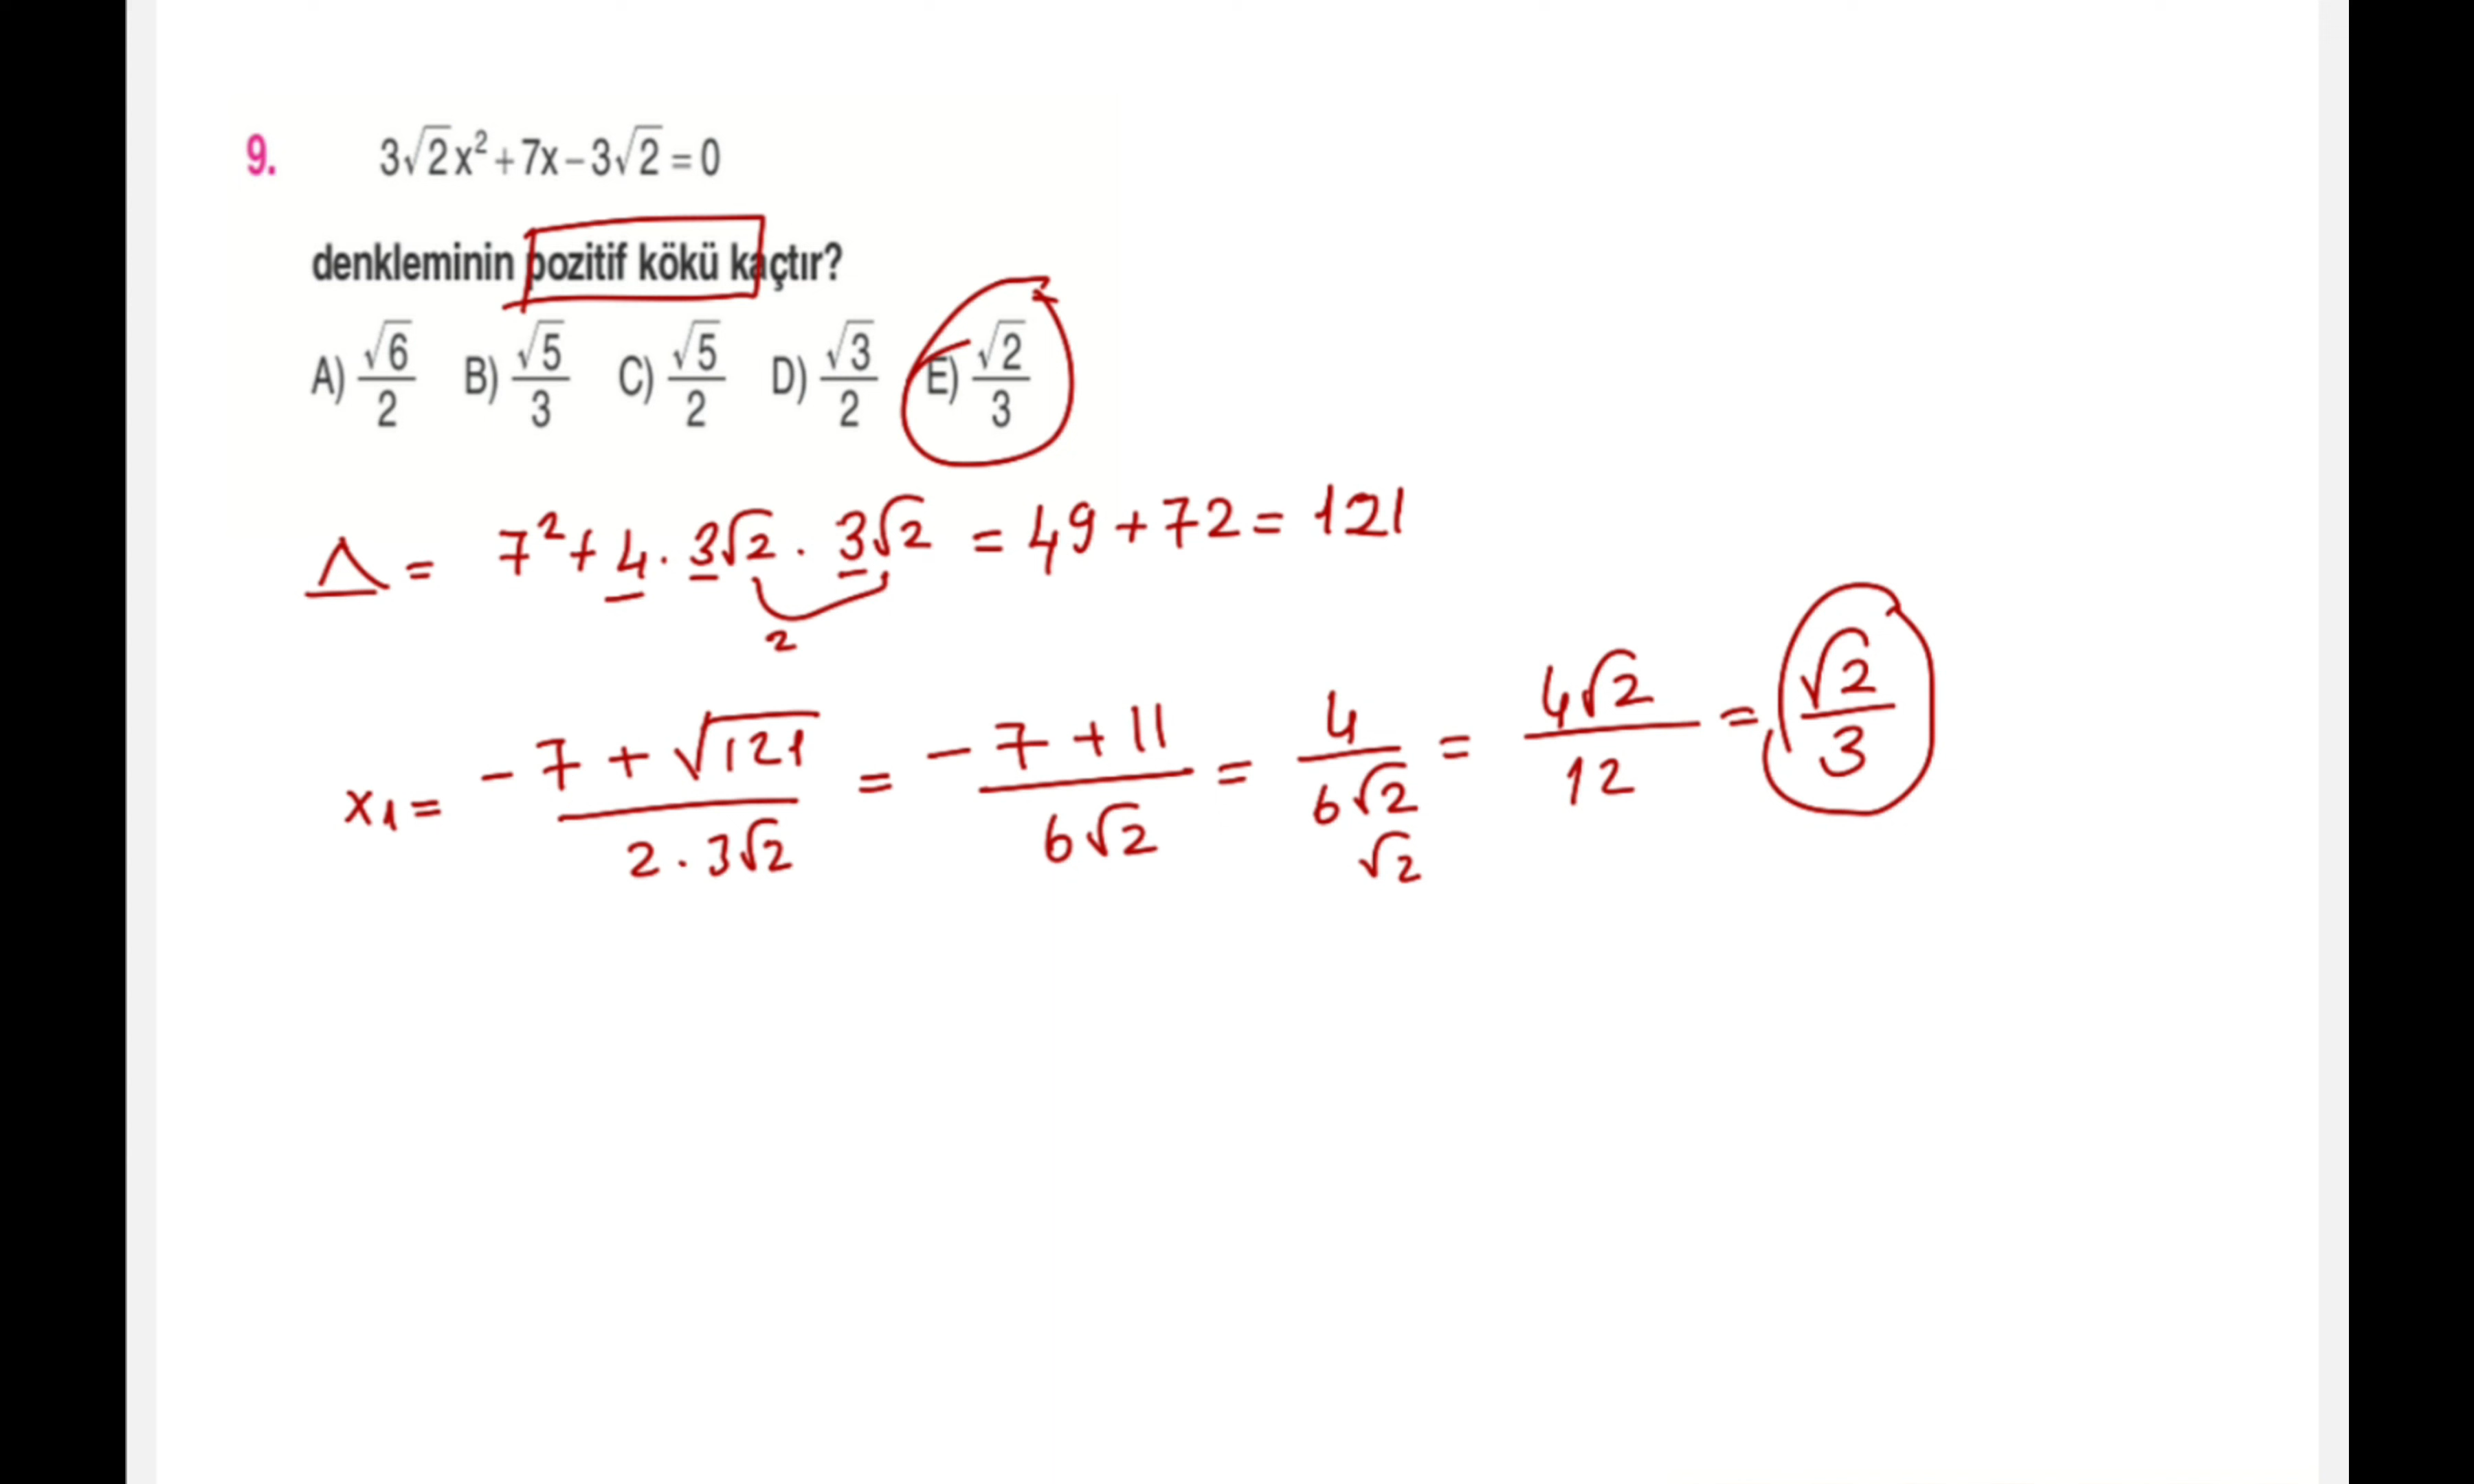 9. 3√2x² + 7x − 3√2 = 0
denkleminin pozitif kökü kaçtır?
A) √6/2 B) √5/3 C) √5/2 D) √3/2 E) √2/3
Δ = 7² + 4 · 3√2 · 3√2 = 49 + 72 = 121
2
x₁ = (−7 + √121)/(2 · 3√2) = (−7 + 11)/(6√2) = 4/(6√2) = 4√2/12 = √2/3
√2